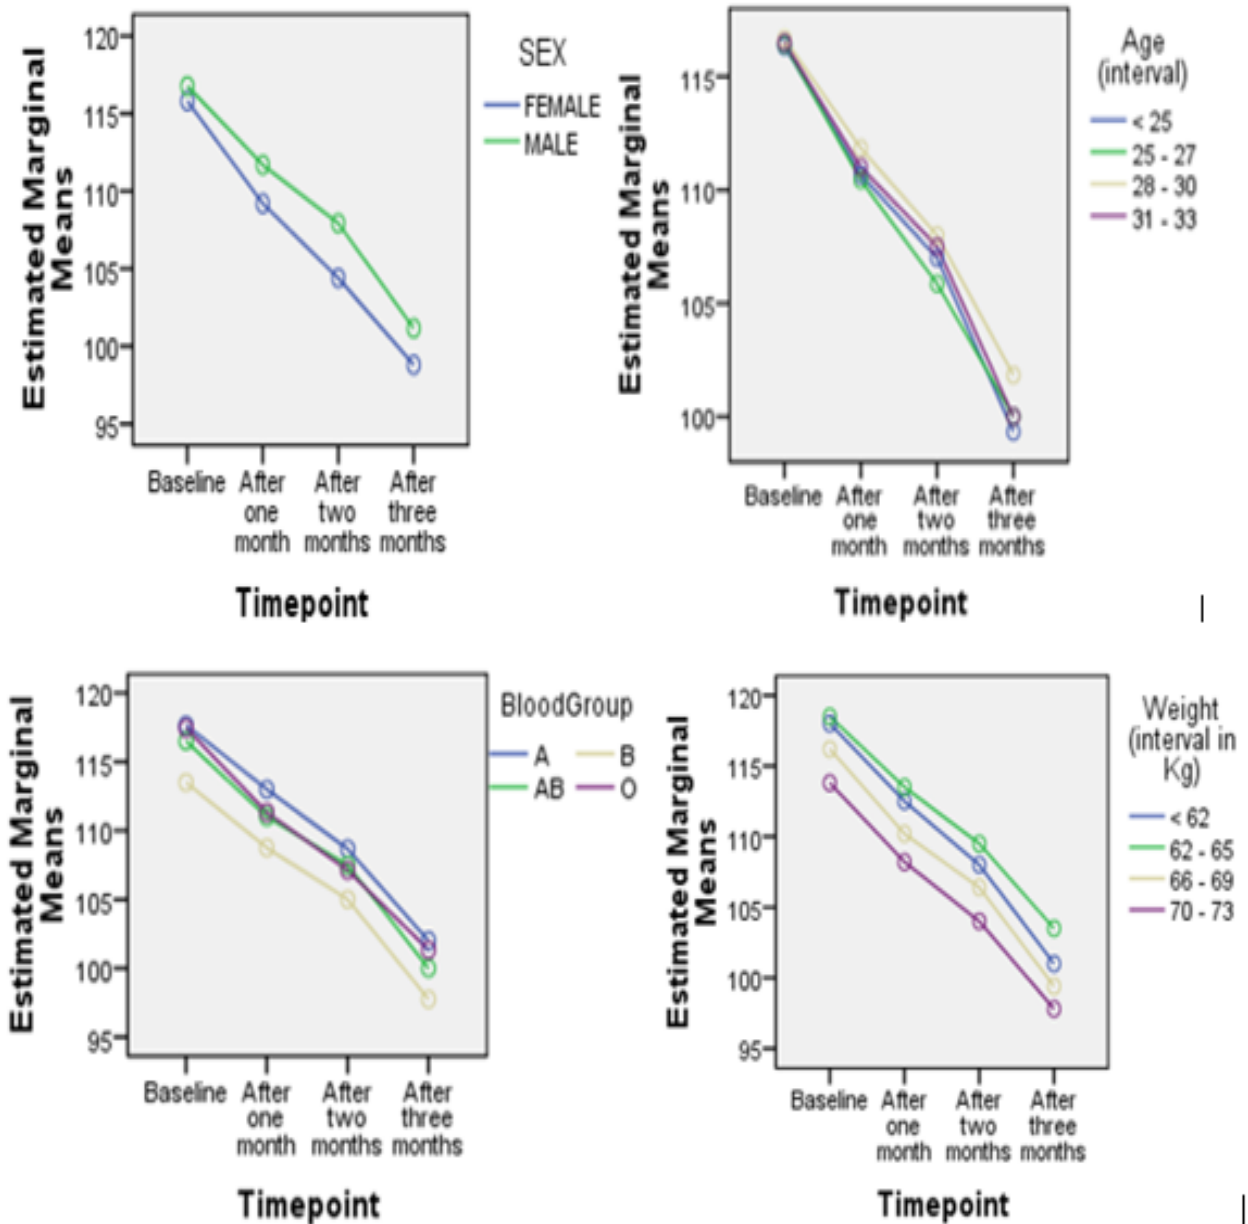 Estimated Marginal
Means
120
115
110
105
100
95
SEX
FEMALE
MALE
Baseline After one month After two months After three months
Timepoint
Estimated Marginal
Means
115
110
105
100
Age
(interval)
< 25
25 - 27
28 - 30
31 - 33
Baseline After one month After two months After three months
Timepoint
Estimated Marginal
Means
120
115
110
105
100
95
BloodGroup
A B
AB O
Baseline After one month After two months After three months
Timepoint
Estimated Marginal
Means
120
115
110
105
100
95
Weight
(interval in
Kg)
< 62
62 - 65
66 - 69
70 - 73
Baseline After one month After two months After three months
Timepoint